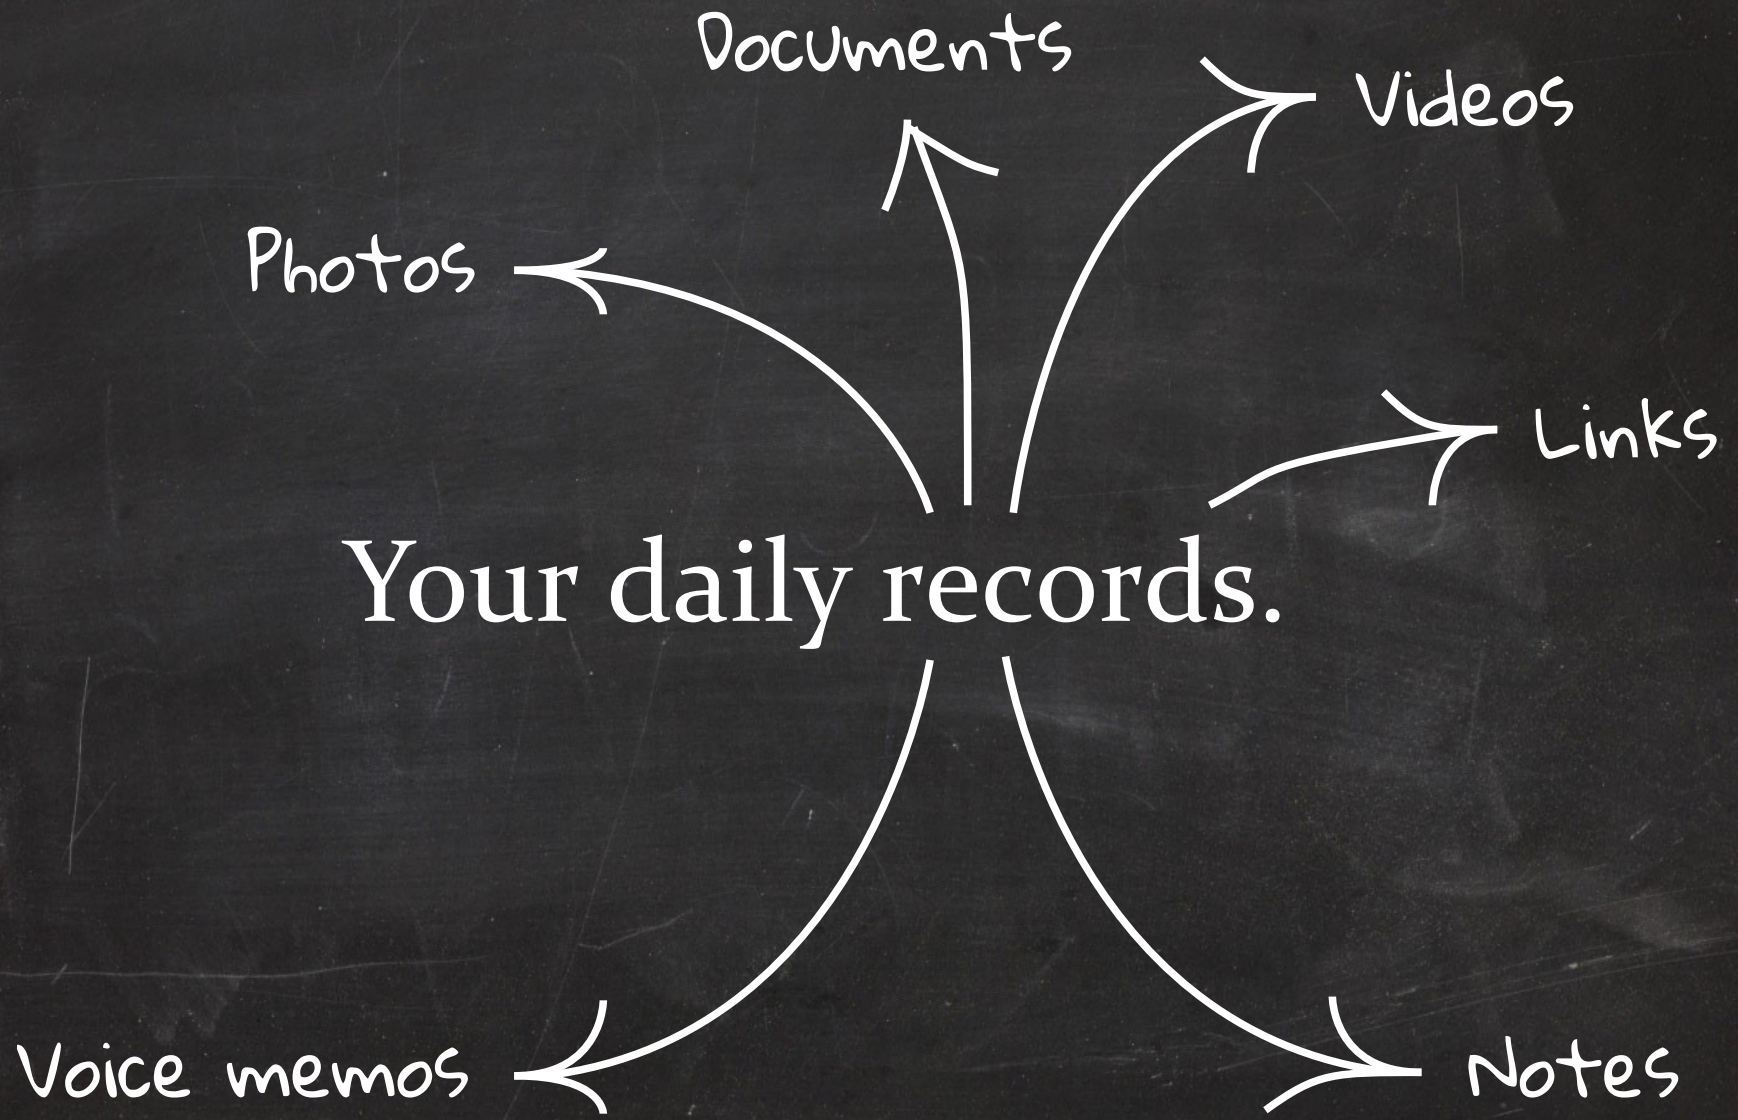 Documents
Videos
Photos
Links
Your daily records.
Voice memos
Notes